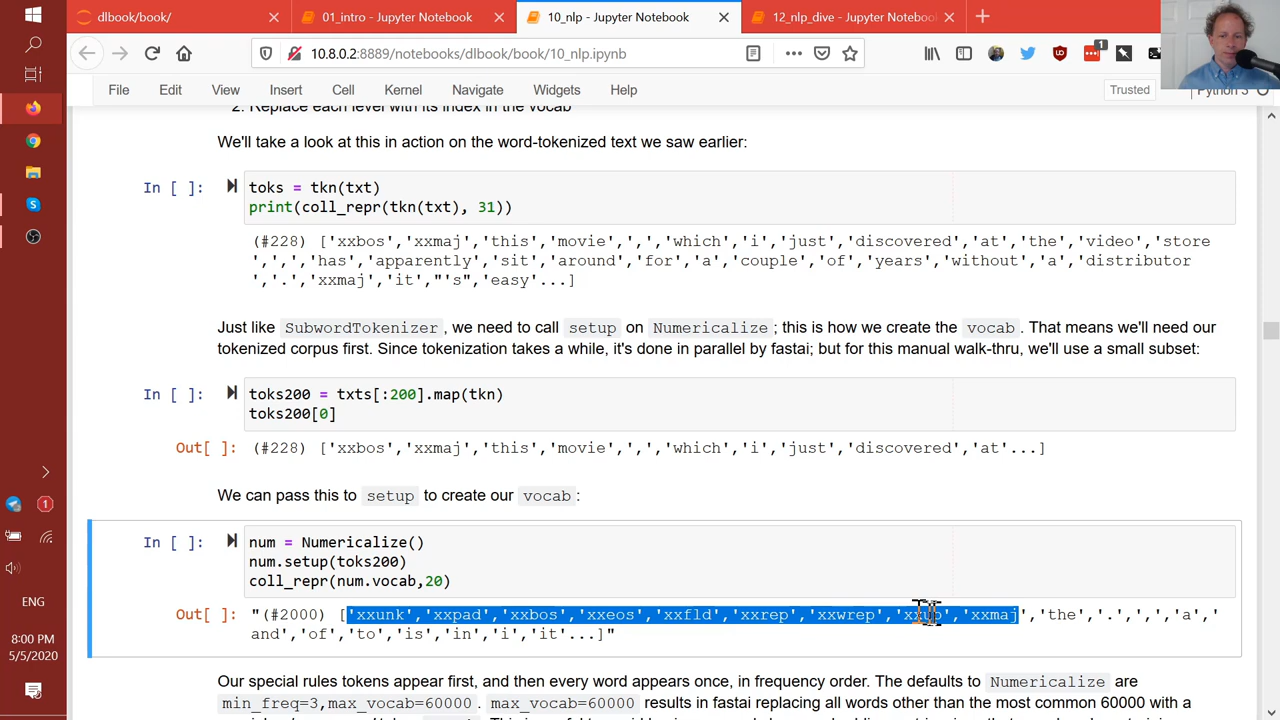 dlbook/book/
01_intro - Jupyter Notebook
10_nlp - Jupyter Notebook
12_nlp_dive - Jupyter Notebook
10.8.0.2:8889/notebooks/dlbook/book/10_nlp.ipynb
1
File Edit View Insert Cell Kernel Navigate Widgets Help
Trusted
Python 3
2. Replace each level with its index in the vocab
We'll take a look at this in action on the word-tokenized text we saw earlier:
In [ ]: toks = tkn(txt)
print(coll_repr(tkn(txt), 31))
(#228) ['xxbos','xxmaj','this','movie',',','which','i','just','discovered','at','the','video','store
',',','has','apparently','sit','around','for','a','couple','of','years','without','a','distributor
','.','xxmaj','it',"'s",'easy'...]
Just like SubwordTokenizer, we need to call setup on Numericalize; this is how we create the vocab. That means we'll need our
tokenized corpus first. Since tokenization takes a while, it's done in parallel by fastai; but for this manual walk-thru, we'll use a small subset:
In [ ]: toks200 = txts[:200].map(tkn)
toks200[0]
Out[ ]: (#228) ['xxbos','xxmaj','this','movie',',','which','i','just','discovered','at'...]
We can pass this to setup to create our vocab:
In [ ]: num = Numericalize()
num.setup(toks200)
coll_repr(num.vocab,20)
Out[ ]: "(#2000) ['xxunk','xxpad','xxbos','xxeos','xxfld','xxrep','xxwrep','xxup','xxmaj','the','.',',','a','
and','of','to','is','in','i','it'...]"
Our special rules tokens appear first, and then every word appears once, in frequency order. The defaults to Numericalize are
min_freq=3,max_vocab=60000. max_vocab=60000 results in fastai replacing all words other than the most common 60000 with a
1
ENG
8:00 PM
5/5/2020